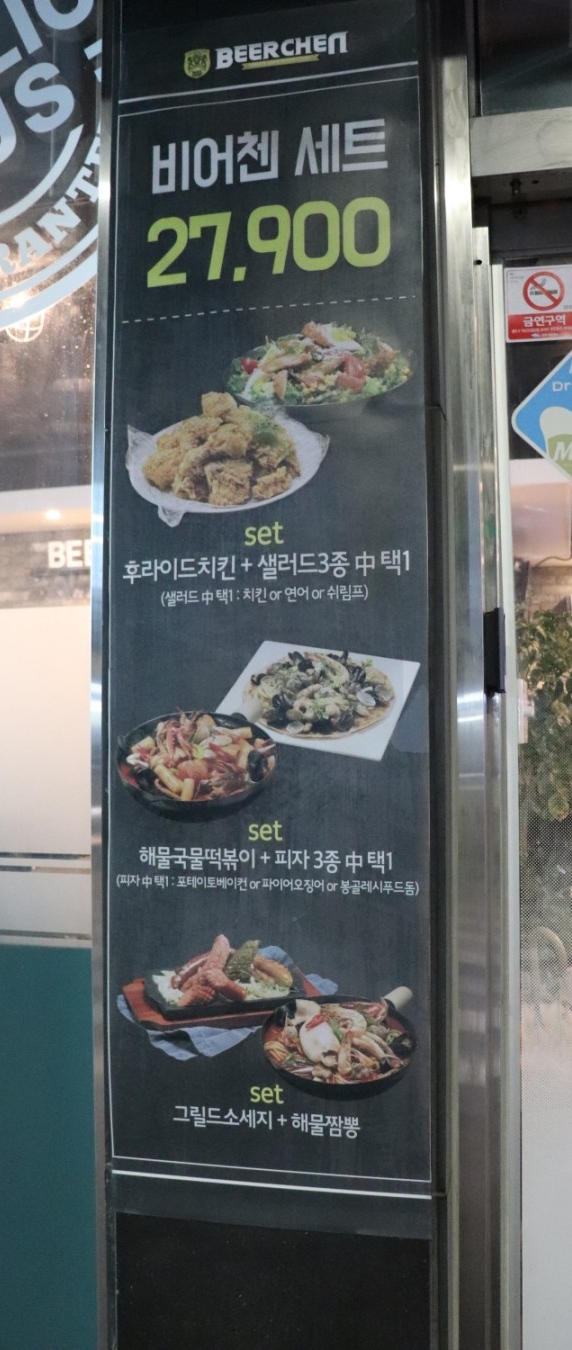 BEERCHEN
비어첸 세트
27.900
set
후라이드치킨 + 샐러드3종 中 택1
(샐러드 中 택1 : 치킨 or 연어 or 쉬림프)
set
해물국물떡볶이 + 피자 3종 中 택1
(피자 中 택1 : 포테이토베이컨 or 파이어오징어 or 봉골레시푸드돔)
set
그릴드소세지 + 해물짬뽕
금연구역
Dr
M
BEE
US
RANTE